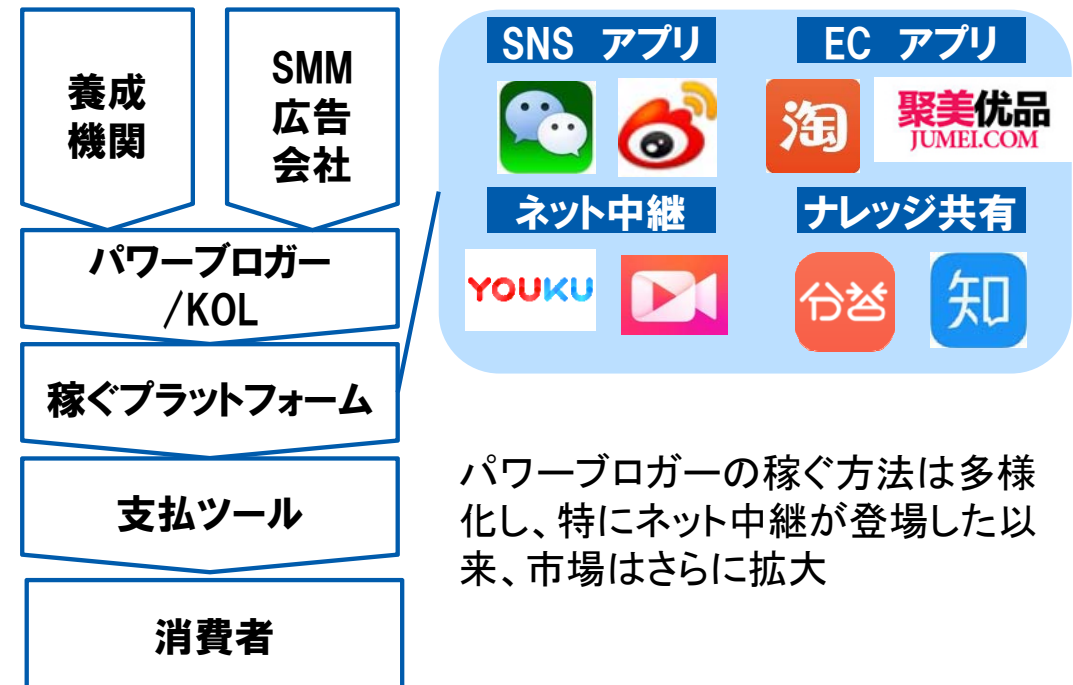 養成
機関
SMM
広告
会社
パワーブロガー
/KOL
稼ぐプラットフォーム
支払ツール
消費者
SNS アプリ
EC アプリ
淘
聚美优品
JUMEI.COM
ネット中継
ナレッジ共有
YOUKU
分答
知
パワーブロガーの稼ぐ方法は多様
化し、特にネット中継が登場した以
来、市場はさらに拡大